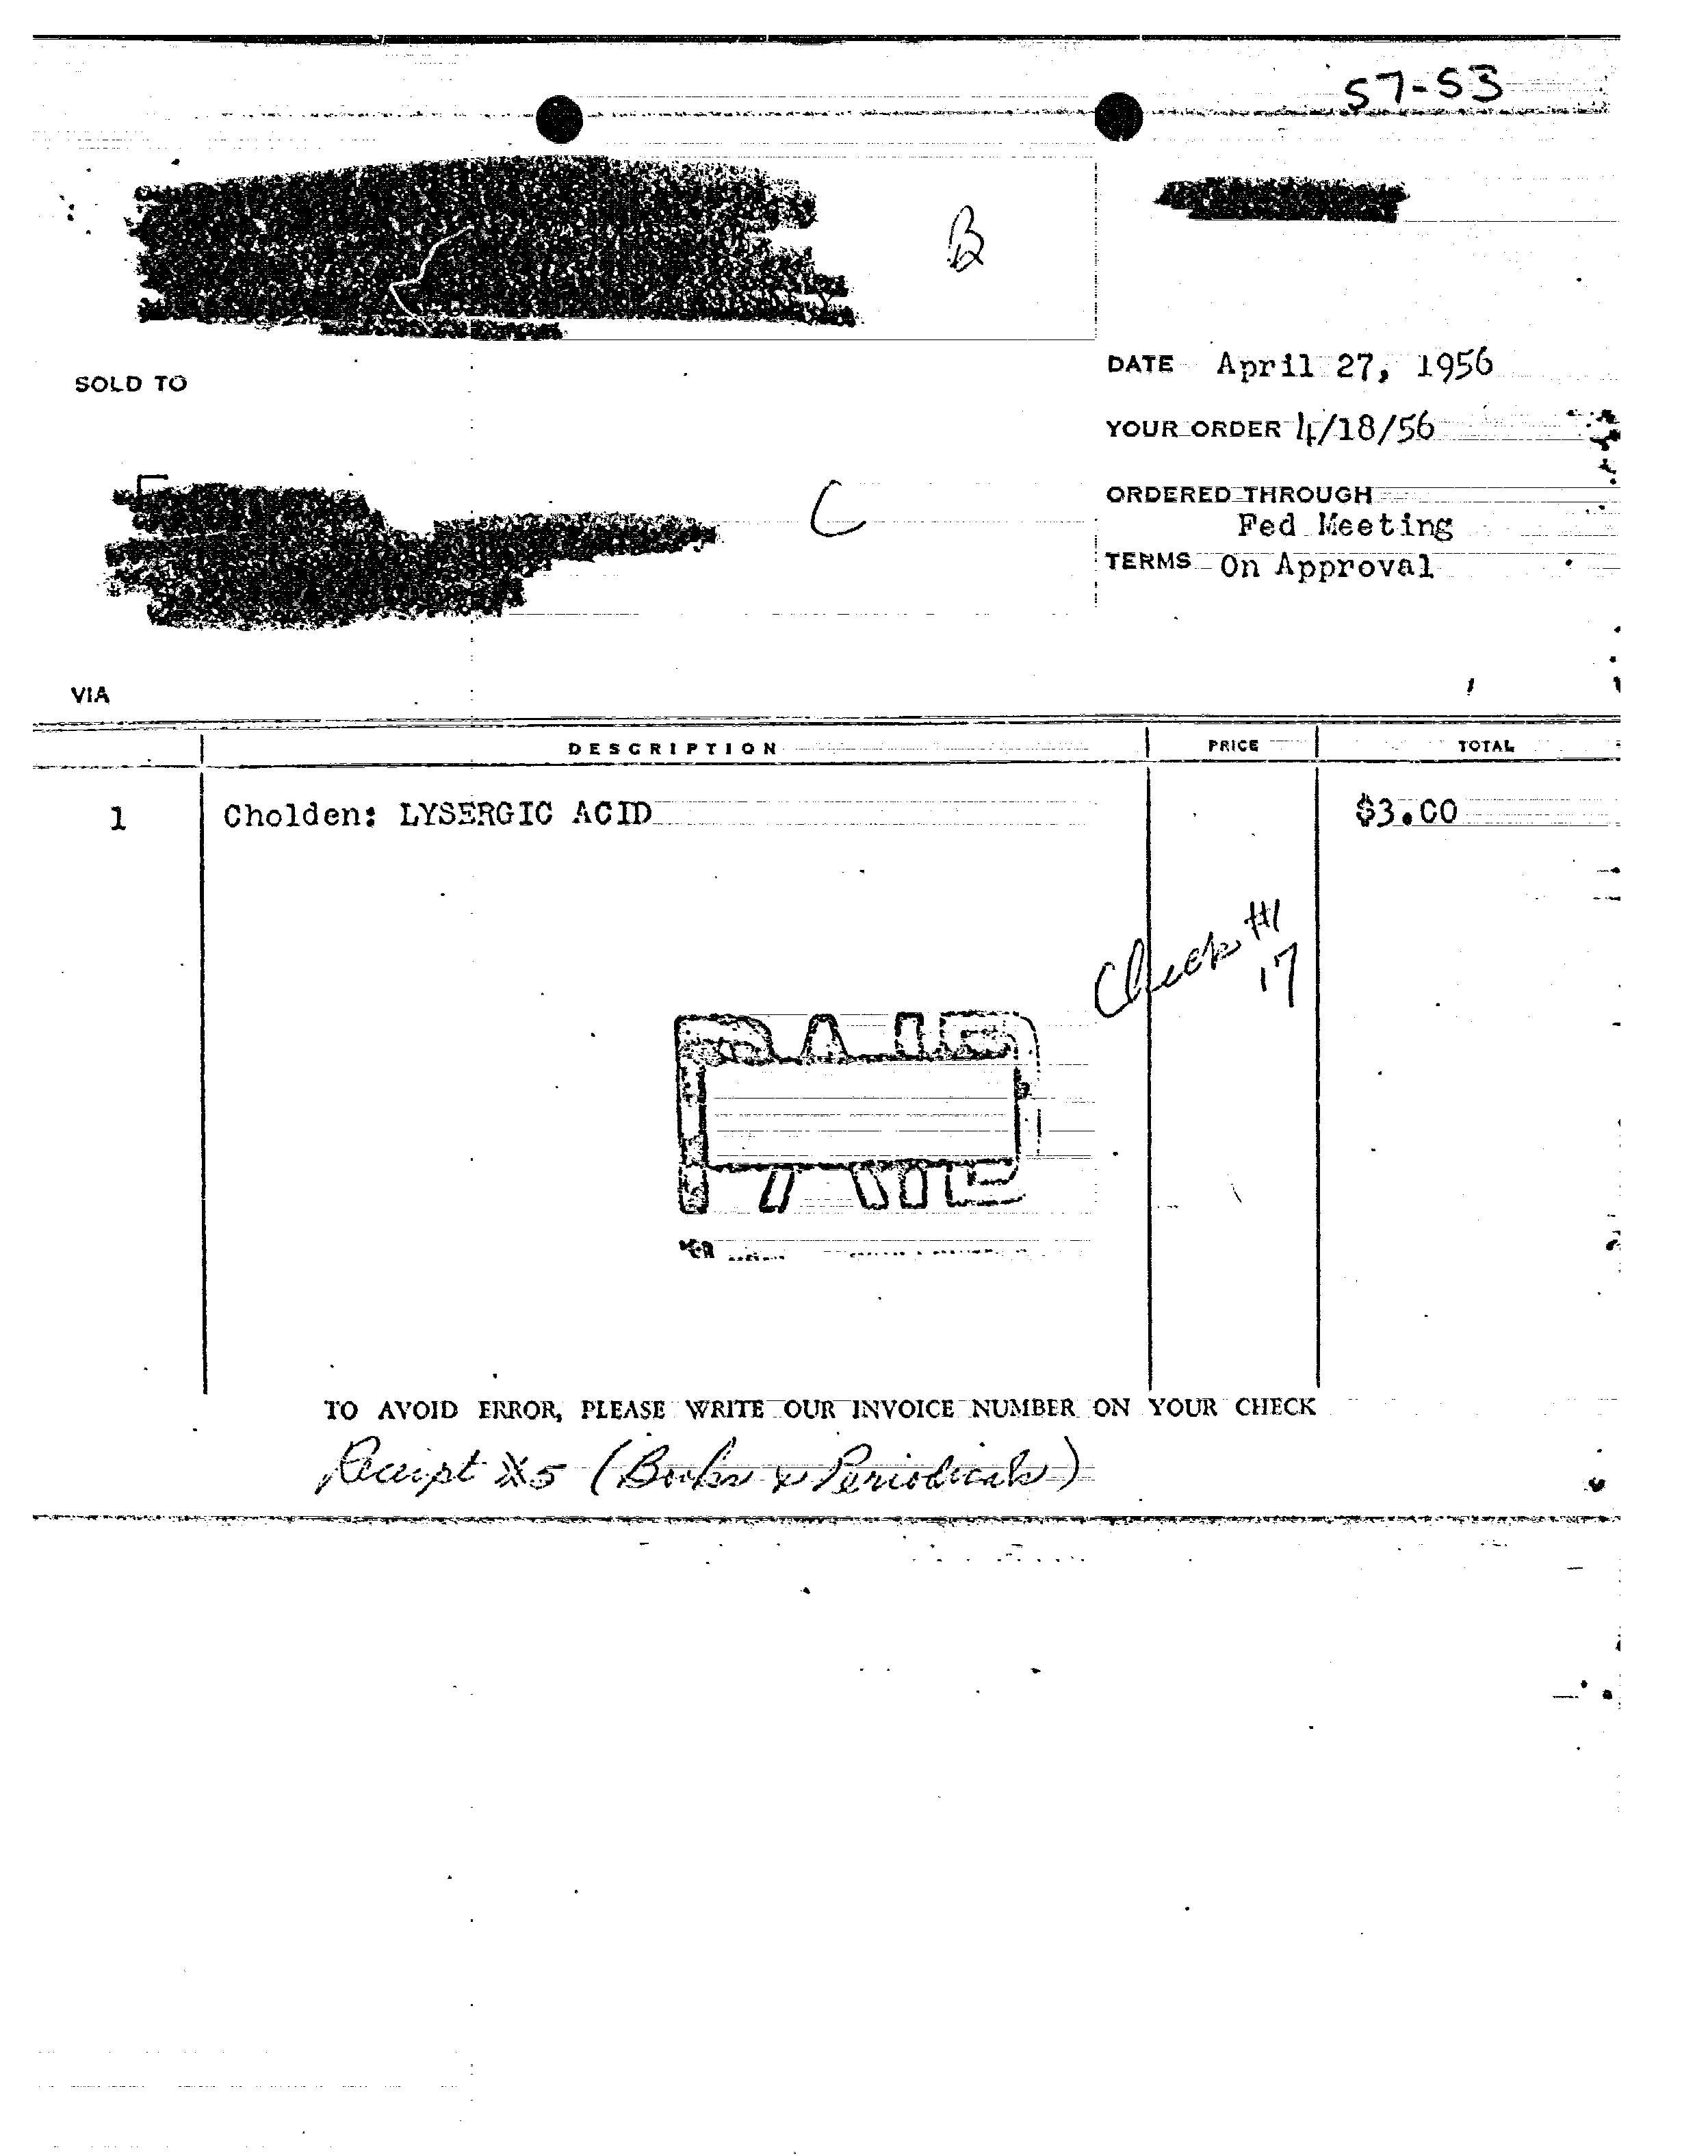 57-53
B
DATE April 27, 1956
SOLD TO
YOUR ORDER 4/18/56
C
ORDERED THROUGH
Fed Meeting
TERMS On Approval
VIA
DESCRIPTION PRICE TOTAL
1 Cholden: LYSERGIC ACID $3.00
Check #1
17
PAID
TO AVOID ERROR, PLEASE WRITE OUR INVOICE NUMBER ON YOUR CHECK
Receipt #5 (Books & Periodicals)